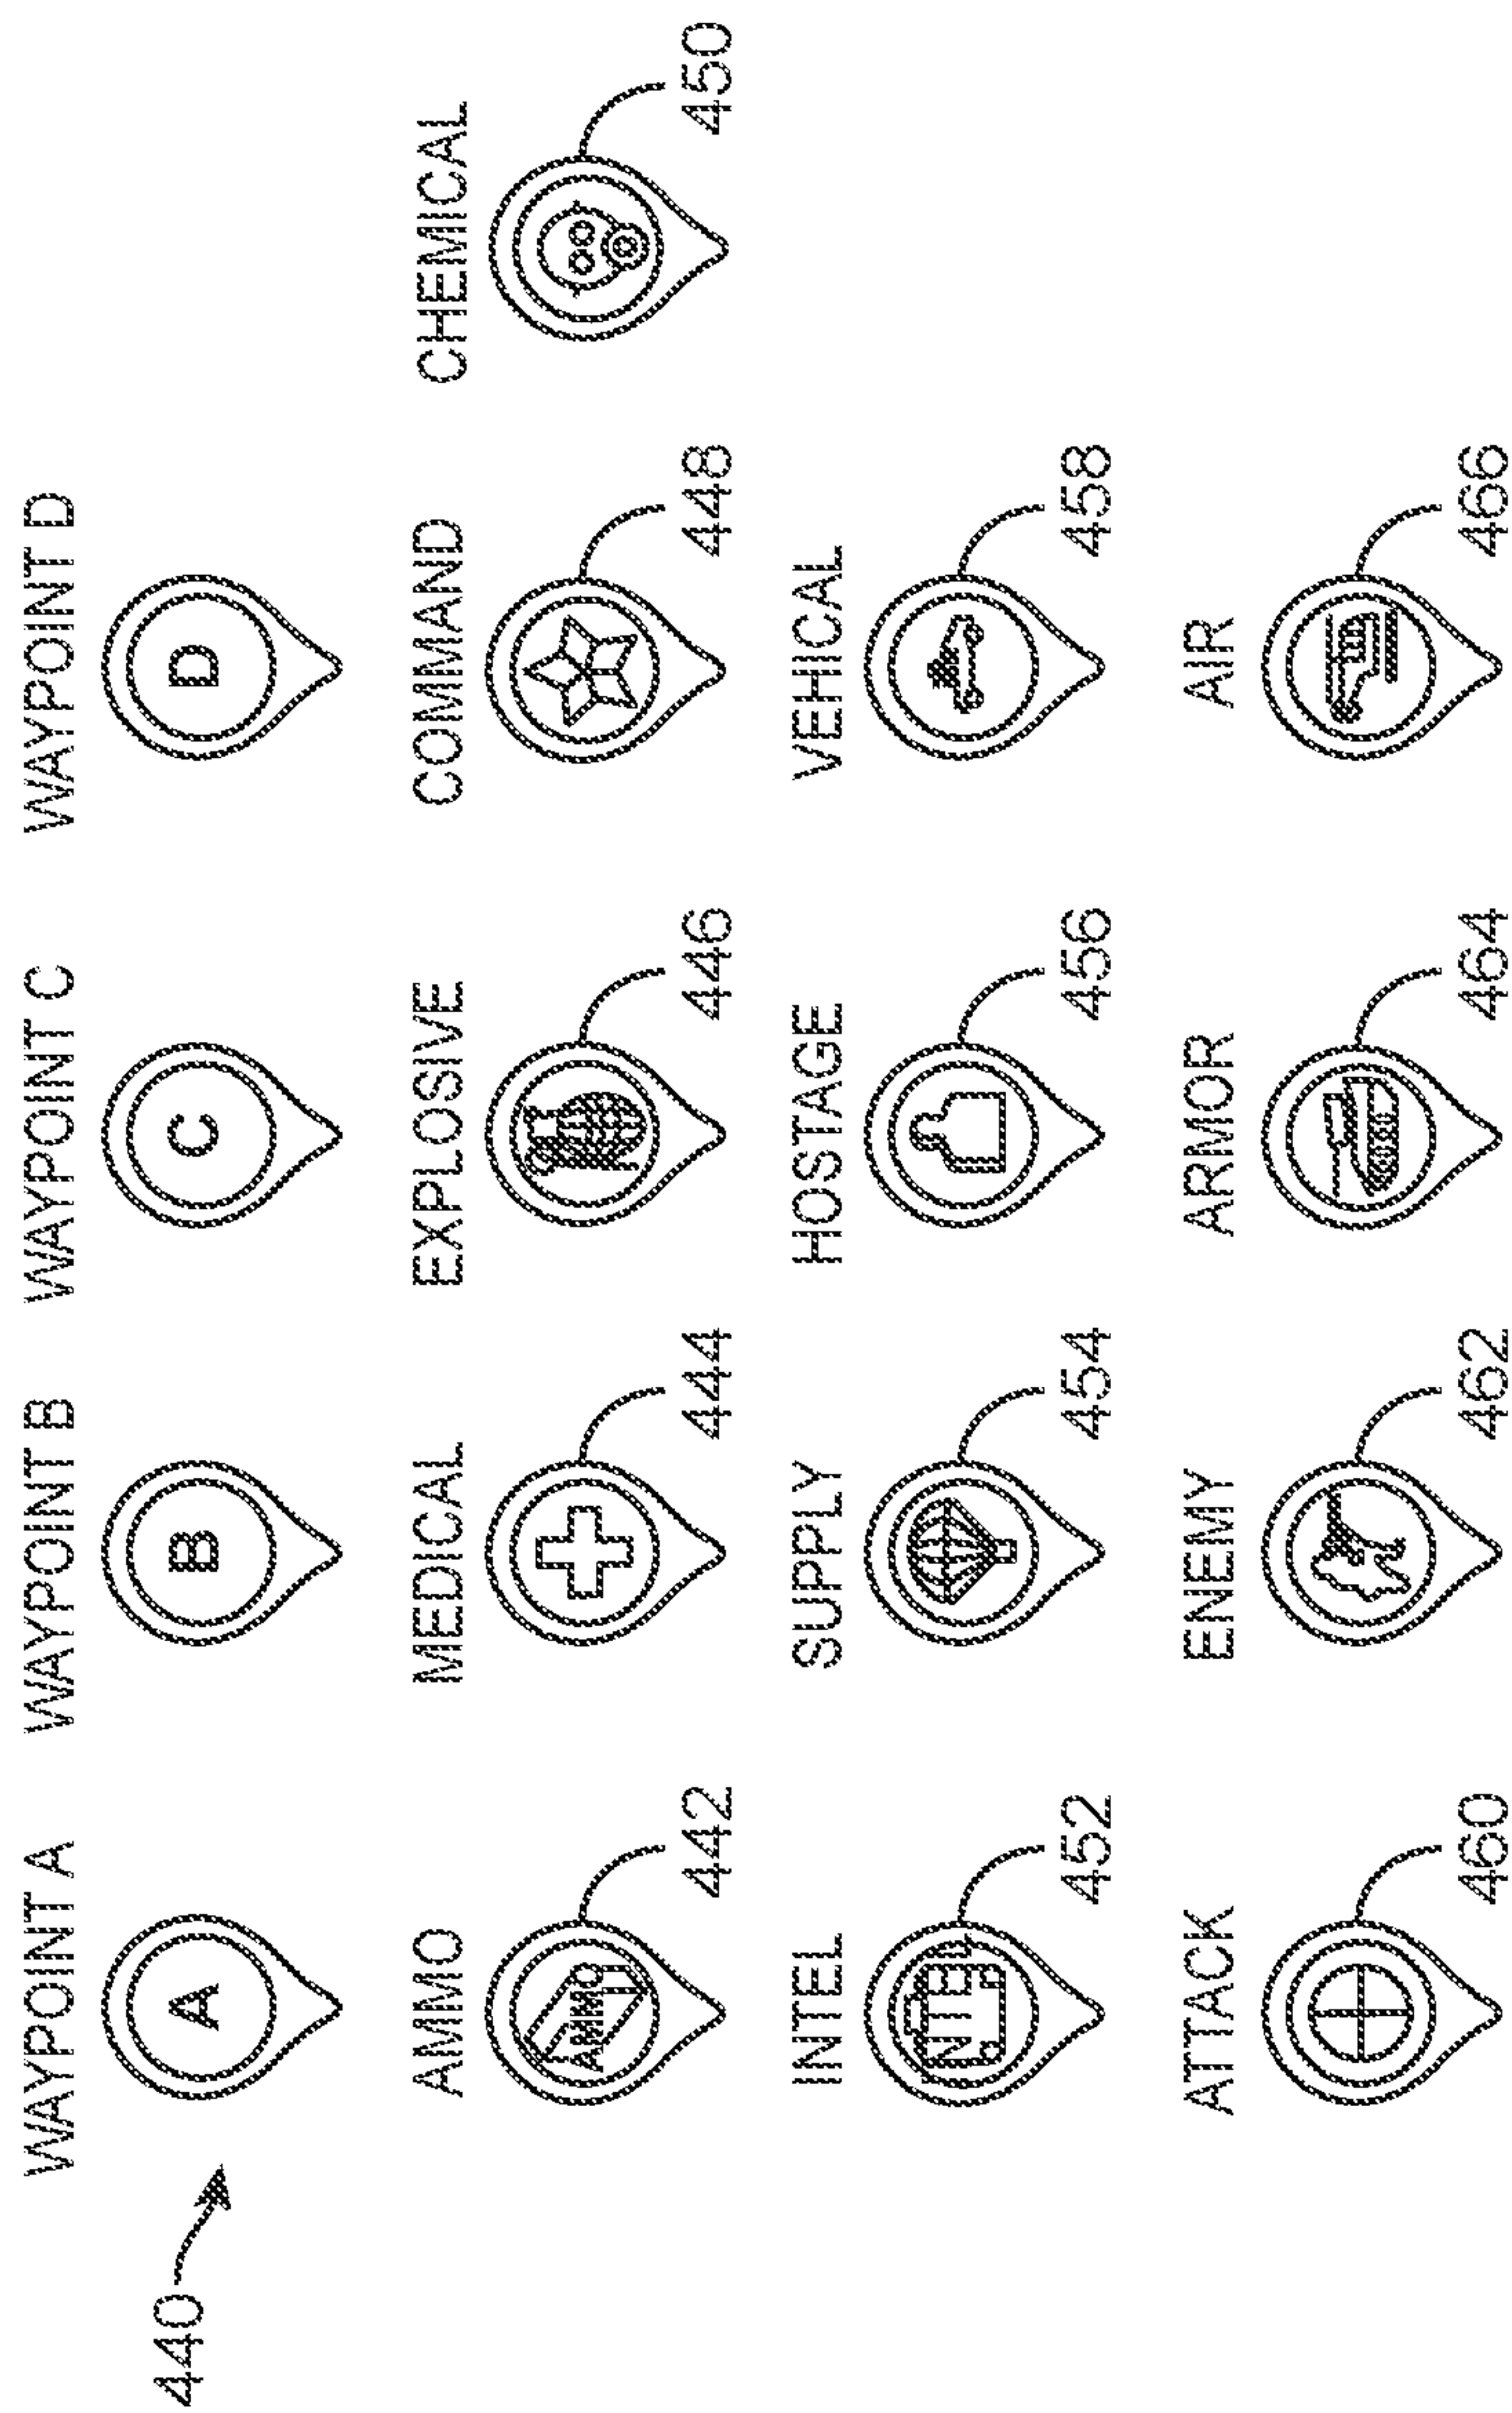 WAYPOINT A WAYPOINT B WAYPOINT C WAYPOINT D
440 A B C D
AMMO MEDICAL EXPLOSIVE COMMAND CHEMICAL
AMMO
442 444 446 448 450
INTEL SUPPLY HOSTAGE VEHICAL
INTEL
452 454 456 458
ATTACK ENEMY ARMOR AIR
460 462 464 466